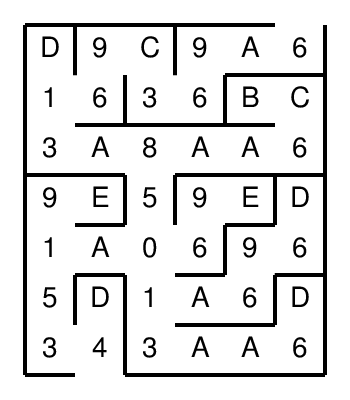 D 9 C 9 A 6
1 6 3 6 B C
3 A 8 A A 6
9 E 5 9 E D
1 A 0 6 9 6
5 D 1 A 6 D
3 4 3 A A 6